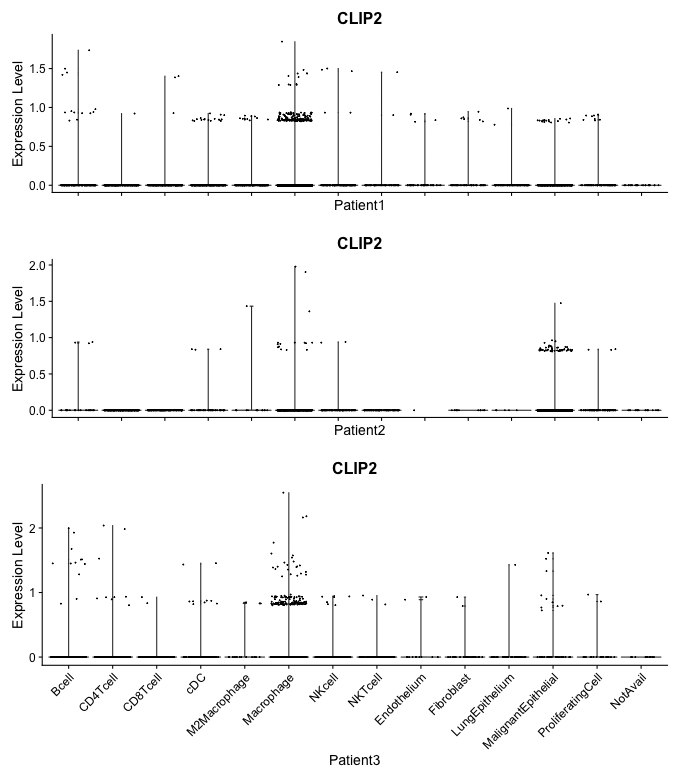 CLIP2
Expression Level
1.5
1.0
0.5
0.0
Patient1
CLIP2
Expression Level
2.0
1.5
1.0
0.5
0.0
Patient2
CLIP2
Expression Level
2
1
0
Bcell
CD4Tcell
CD8Tcell
cDC
M2Macrophage
Macrophage
NKcell
NKTcell
Endothelium
Fibroblast
LungEpithelium
MalignantEpithelial
ProliferatingCell
NotAvail
Patient3